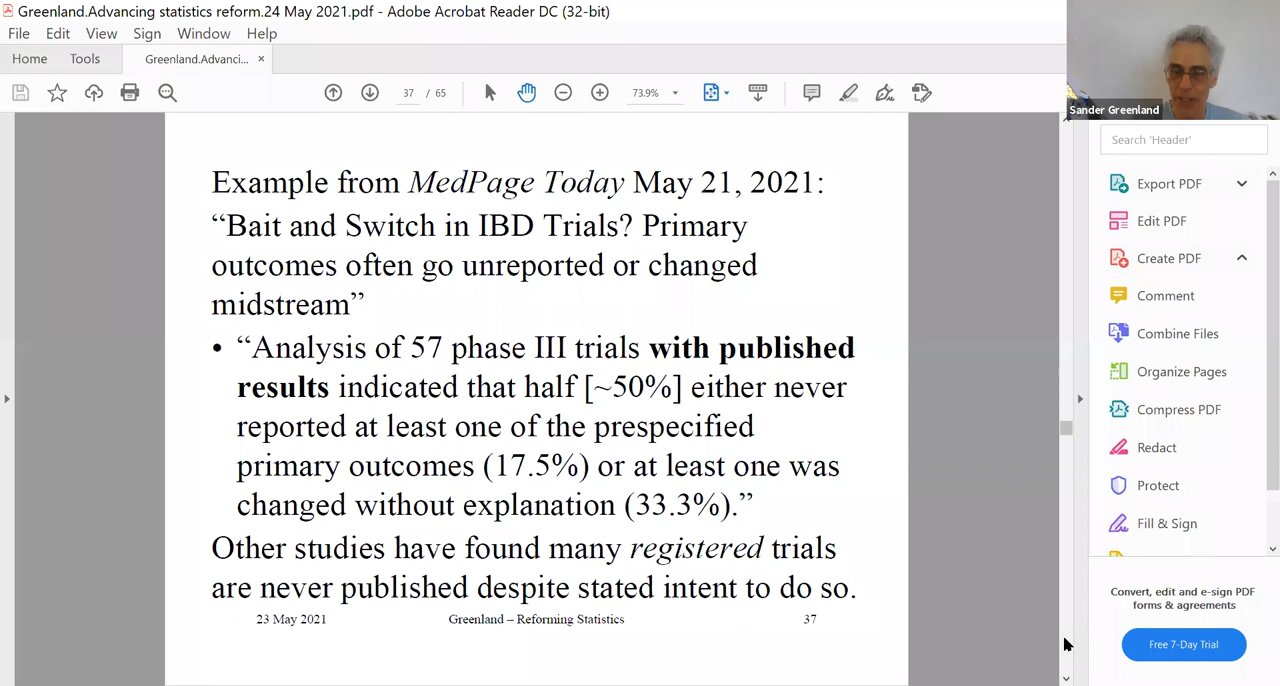 Greenland.Advancing statistics reform.24 May 2021.pdf - Adobe Acrobat Reader DC (32-bit)
File Edit View Sign Window Help
Home Tools Greenland.Advanci... ×
37 / 65 73.9%
Sander Greenland
Search 'Header'
Export PDF
Edit PDF
Create PDF
Comment
Combine Files
Organize Pages
Compress PDF
Redact
Protect
Fill & Sign
Convert, edit and e-sign PDF
forms & agreements
Free 7-Day Trial
Example from MedPage Today May 21, 2021:
“Bait and Switch in IBD Trials? Primary
outcomes often go unreported or changed
midstream”
• “Analysis of 57 phase III trials with published
results indicated that half [~50%] either never
reported at least one of the prespecified
primary outcomes (17.5%) or at least one was
changed without explanation (33.3%).”
Other studies have found many registered trials
are never published despite stated intent to do so.
23 May 2021 Greenland – Reforming Statistics 37